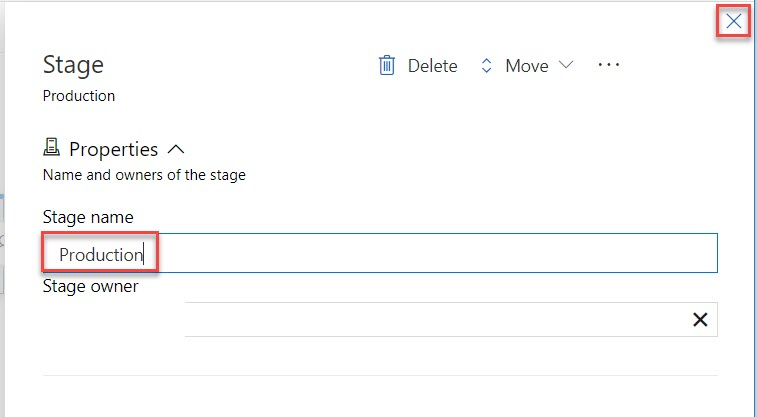 Stage
Delete
Move
...
Production
Properties
Name and owners of the stage
Stage name
Production
Stage owner